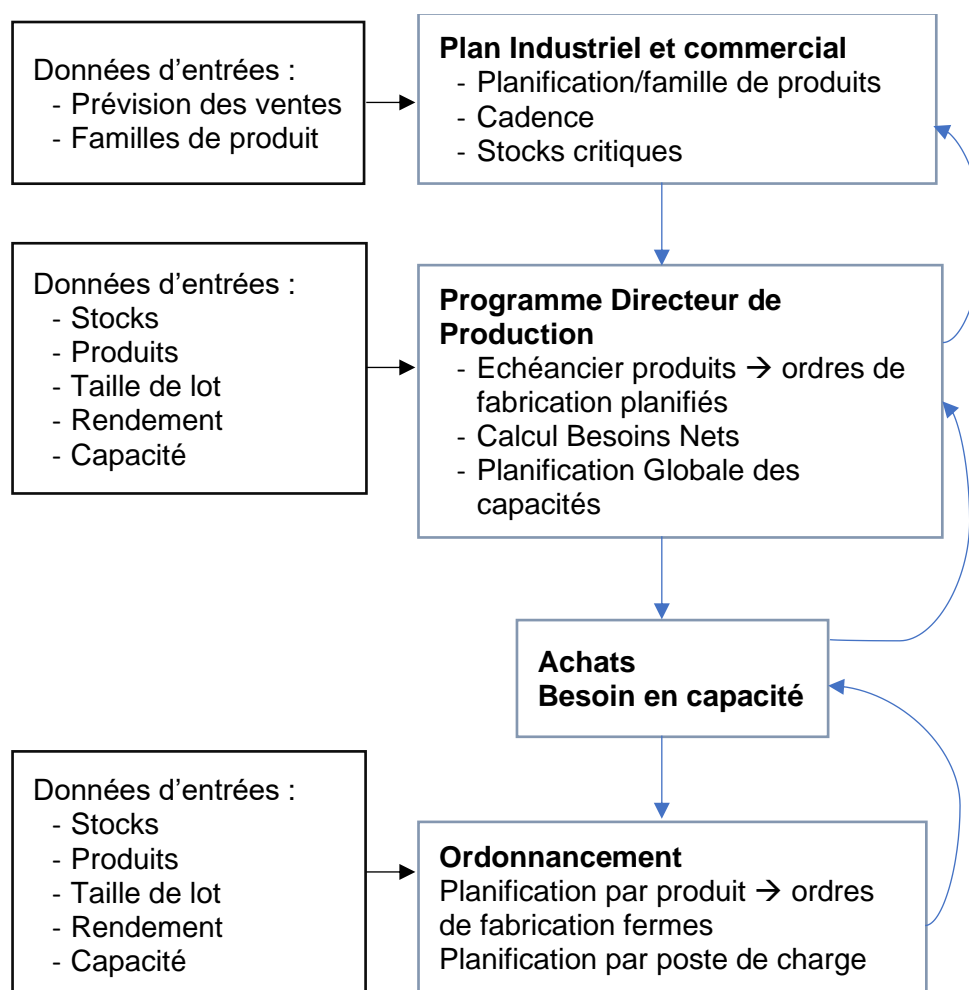 Données d'entrées :
- Prévision des ventes
- Familles de produit
Plan Industriel et commercial
- Planification/famille de produits
- Cadence
- Stocks critiques
Données d'entrées :
- Stocks
- Produits
- Taille de lot
- Rendement
- Capacité
Programme Directeur de
Production
- Echéancier produits → ordres de
fabrication planifiés
- Calcul Besoins Nets
- Planification Globale des
capacités
Achats
Besoin en capacité
Données d'entrées :
- Stocks
- Produits
- Taille de lot
- Rendement
- Capacité
Ordonnancement
Planification par produit → ordres
de fabrication fermes
Planification par poste de charge